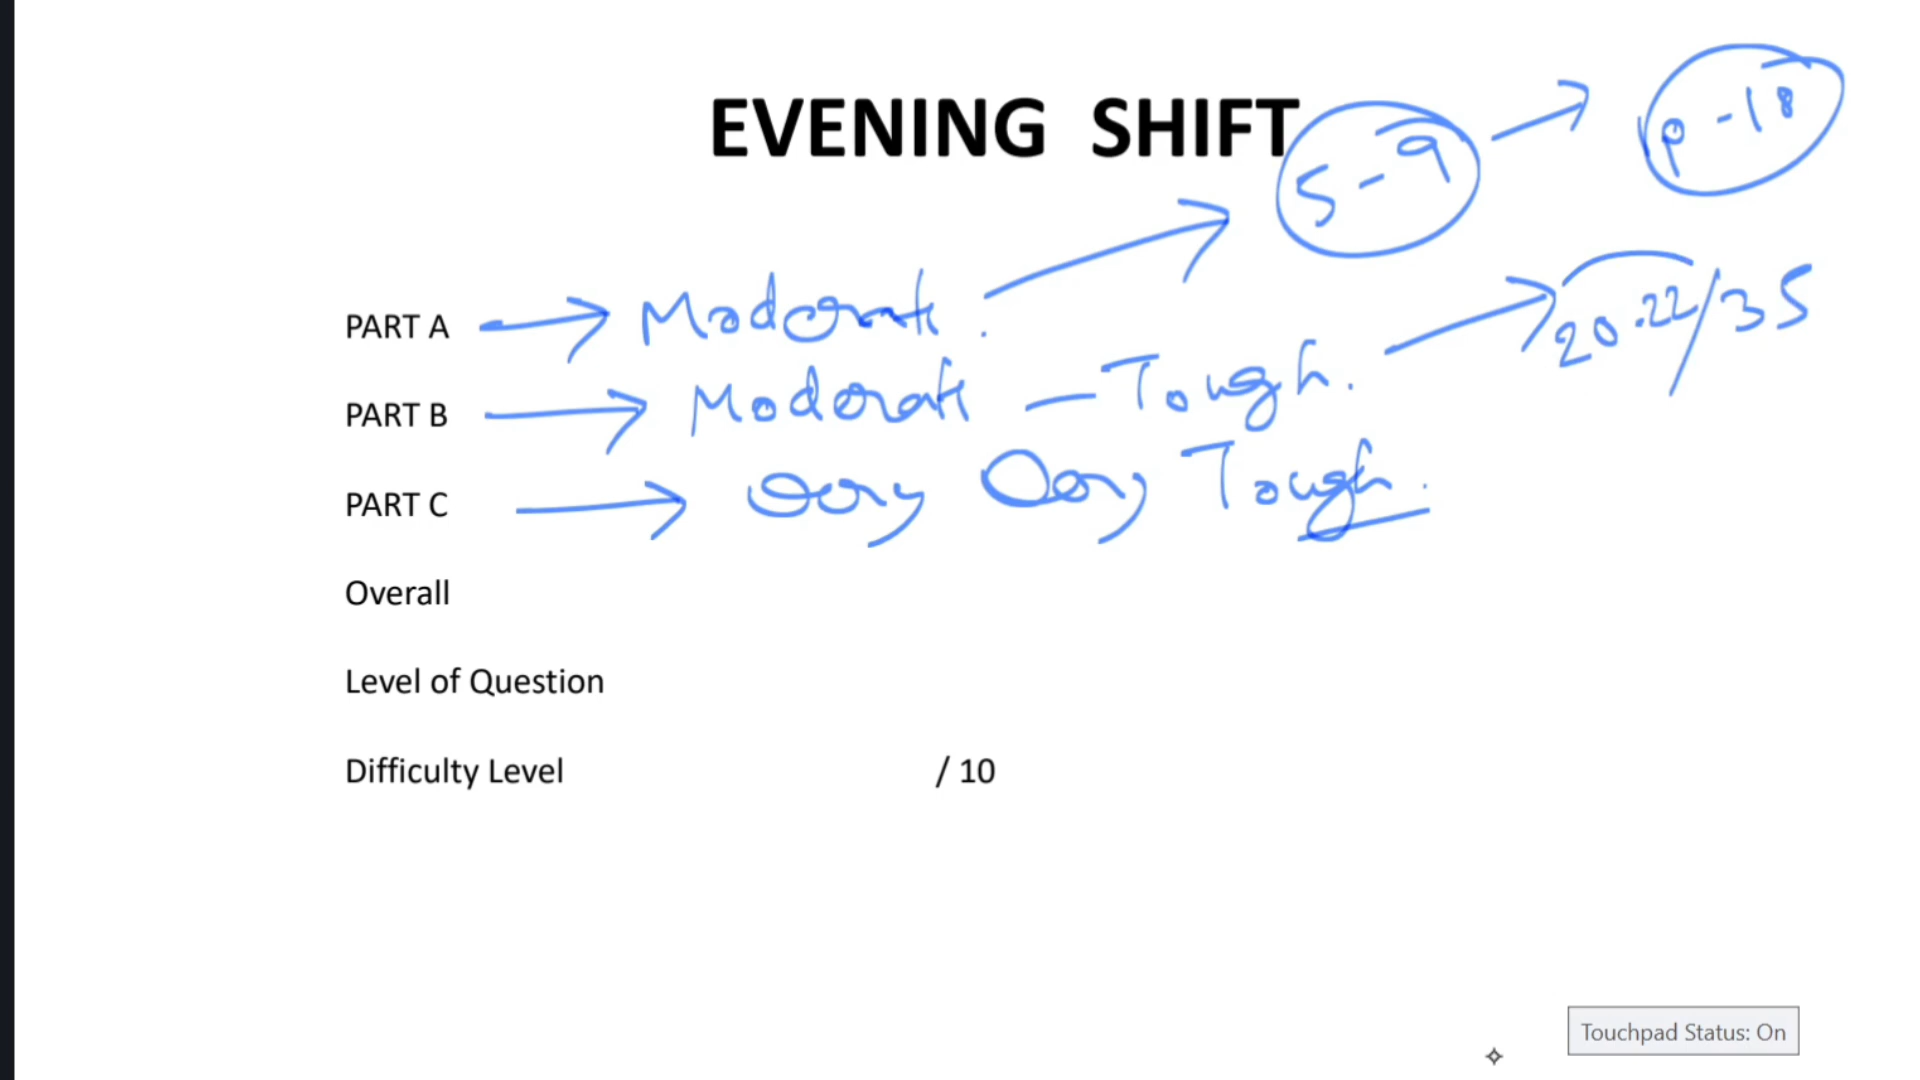 EVENING SHIFT
5-9 → P-18
PART A → Moderate.
PART B → Moderate - Tough. → 20-22/35
PART C → Very Very Tough.
Overall
Level of Question
Difficulty Level / 10
Touchpad Status: On